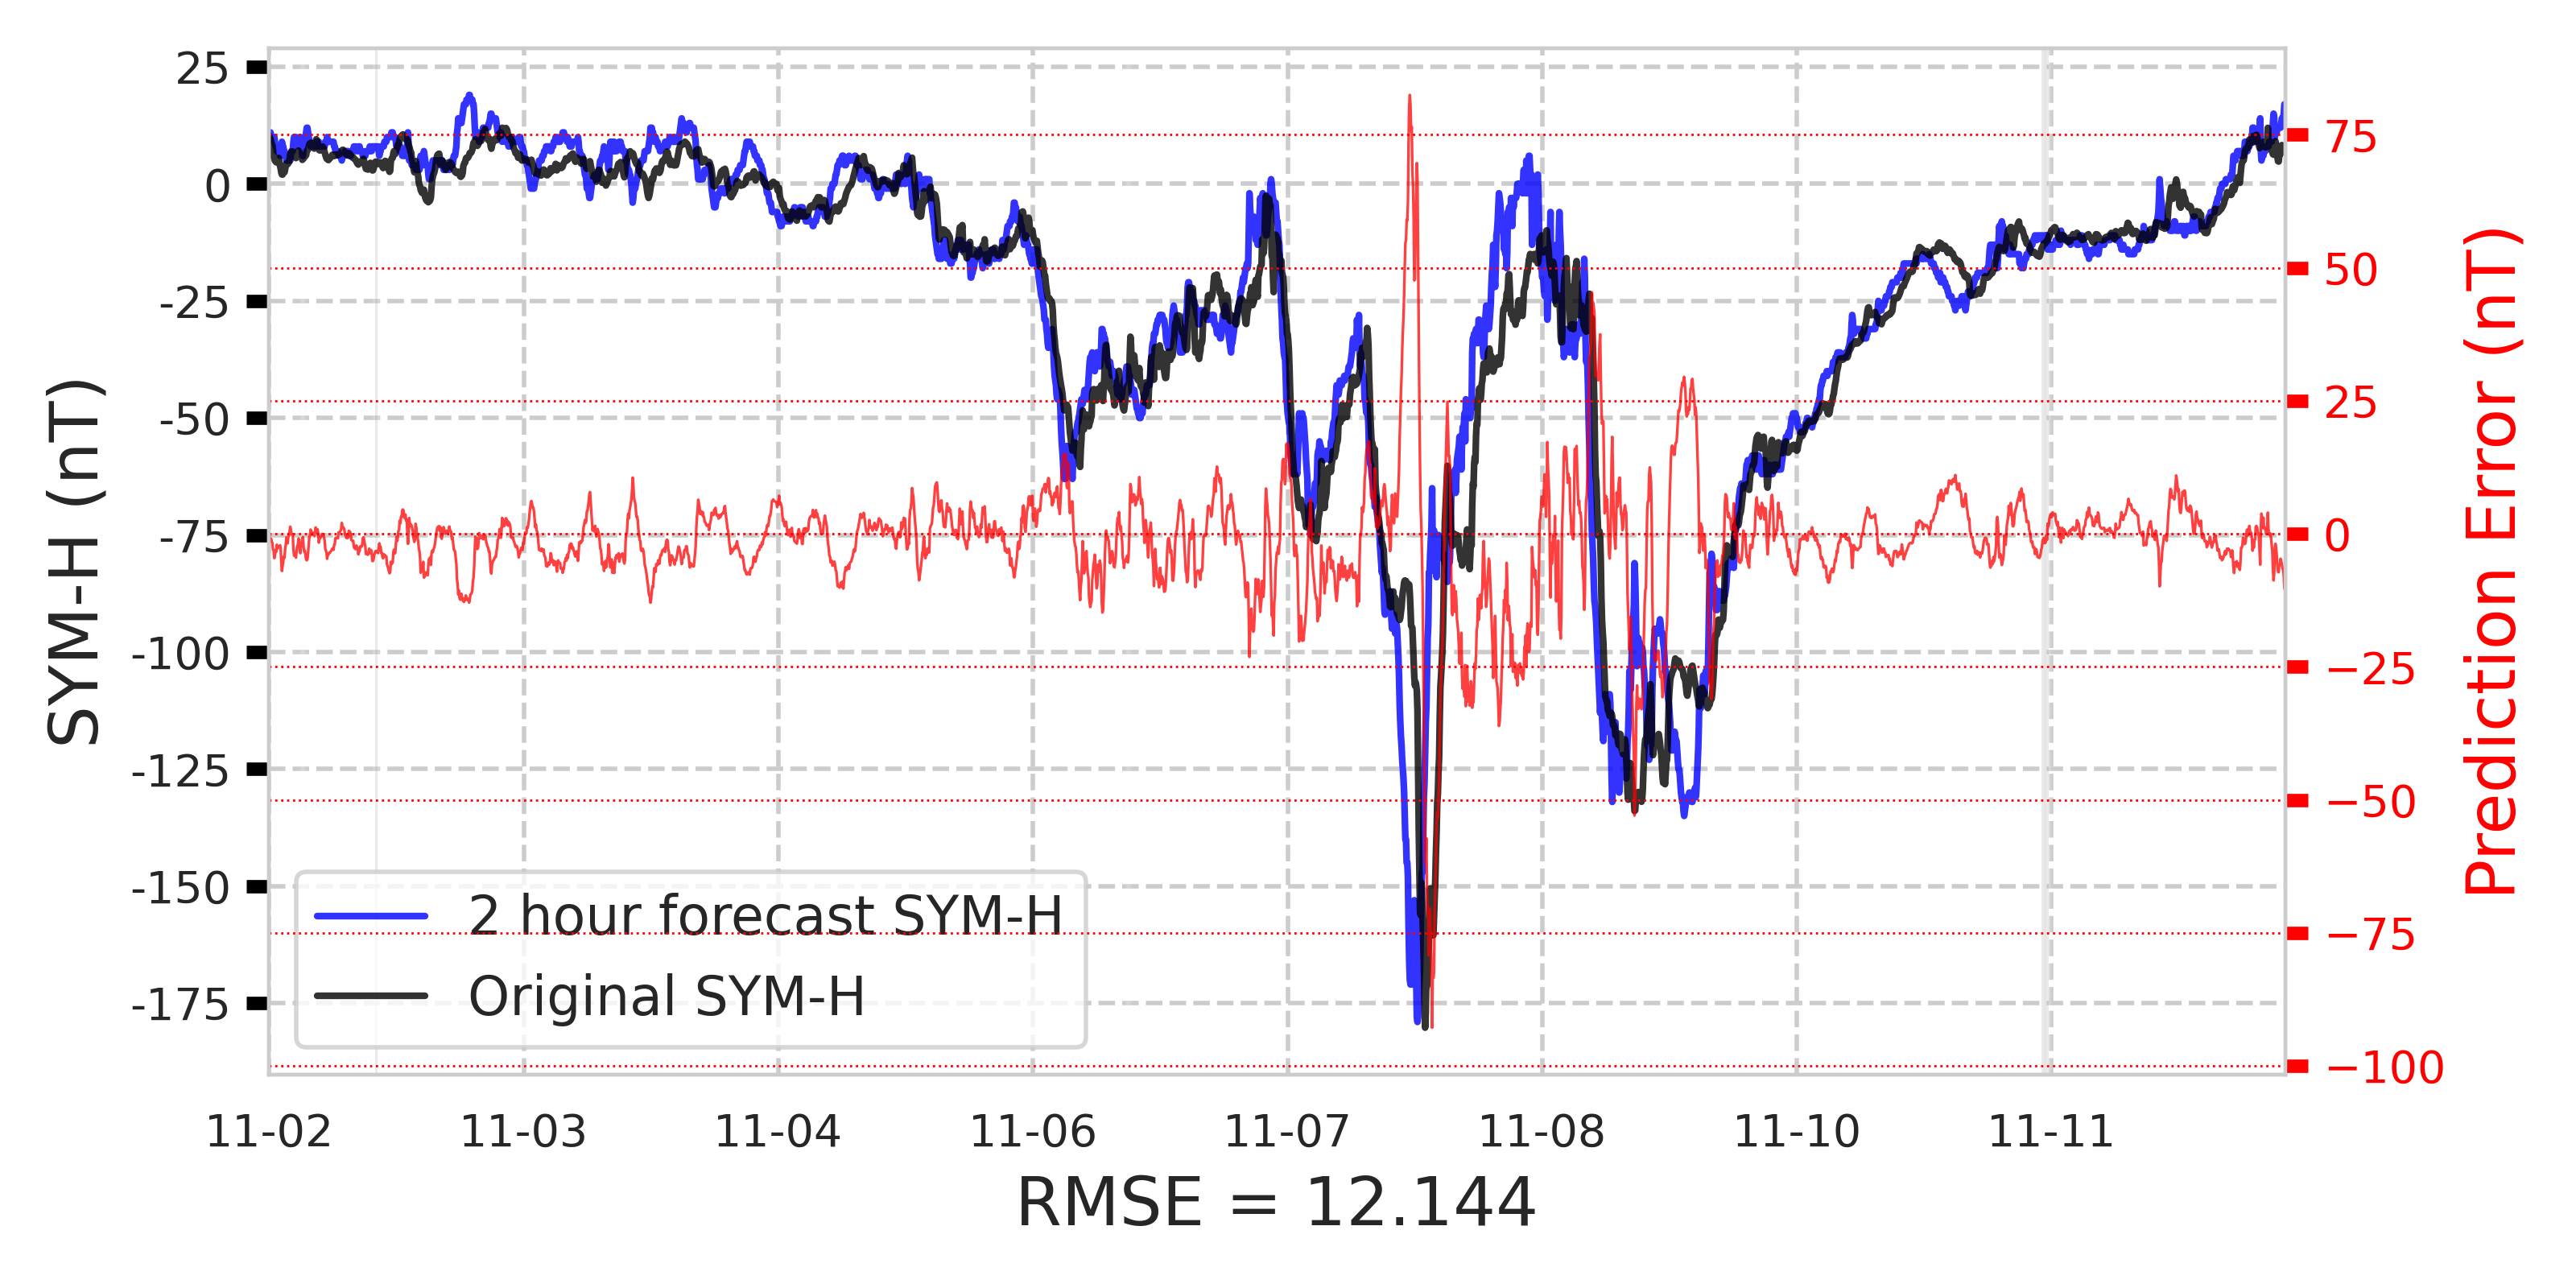 SYM-H (nT)
25
0
-25
-50
-75
-100
-125
-150
-175
2 hour forecast SYM-H
Original SYM-H
11-02 11-03 11-04 11-06 11-07 11-08 11-10 11-11
RMSE = 12.144
75
50
25
0
−25
−50
−75
−100
Prediction Error (nT)